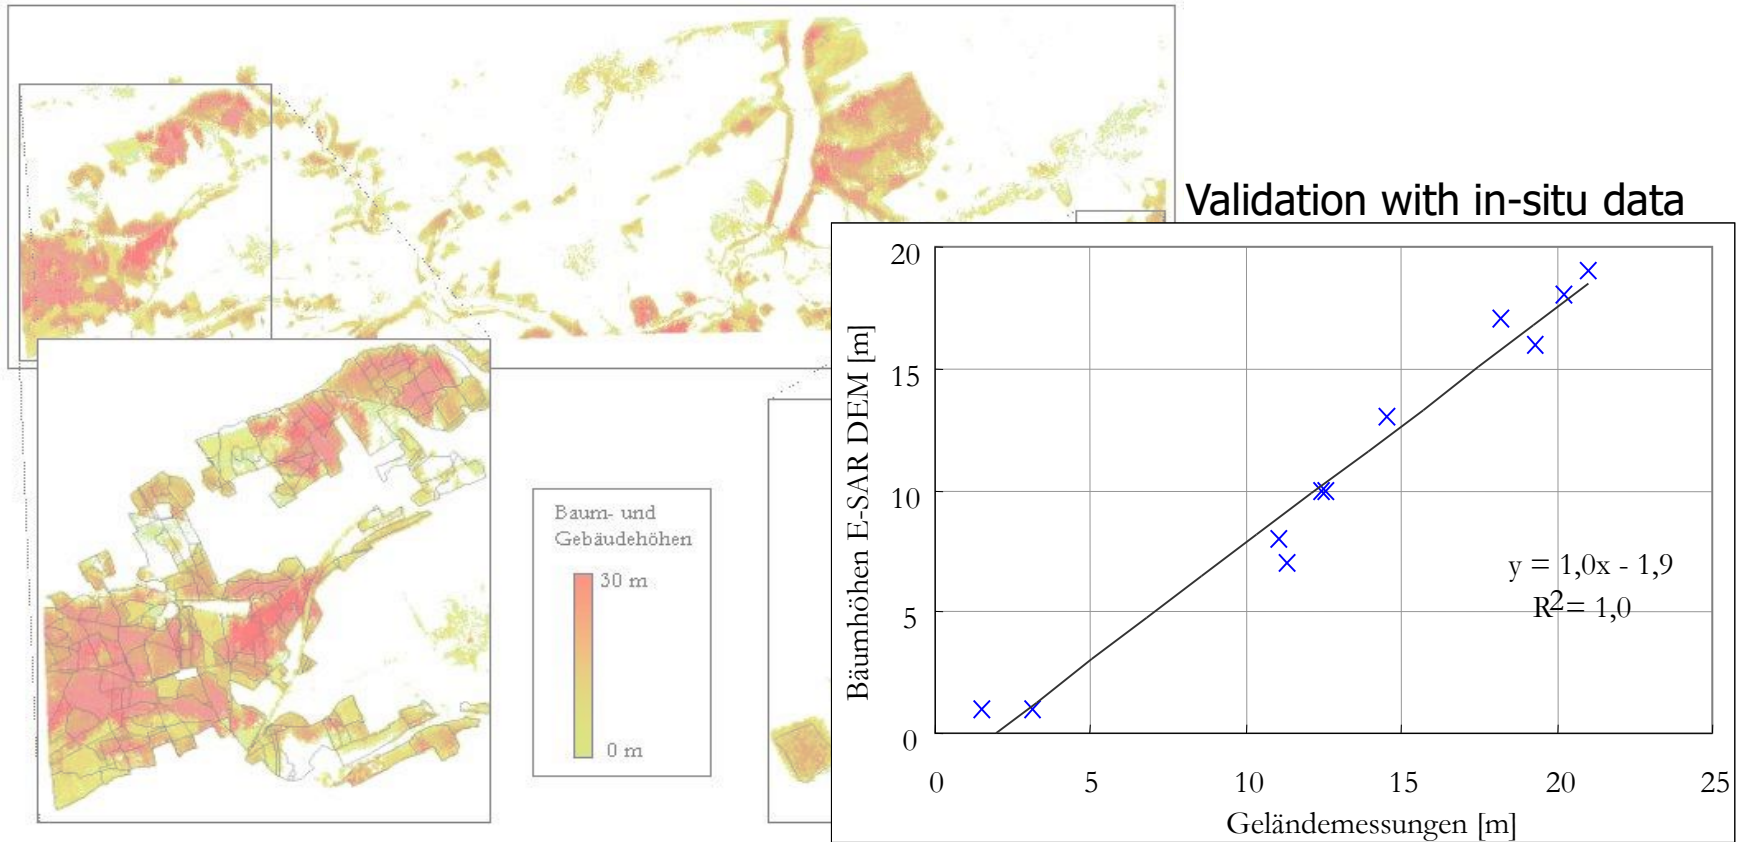 Validation with in-situ data
Baum- und
Gebäudehöhen
30 m
0 m
Bäumhöhen E-SAR DEM [m]
20
15
10
5
0
y = 1,0x - 1,9
R2 = 1,0
0 5 10 15 20 25
Geländemessungen [m]